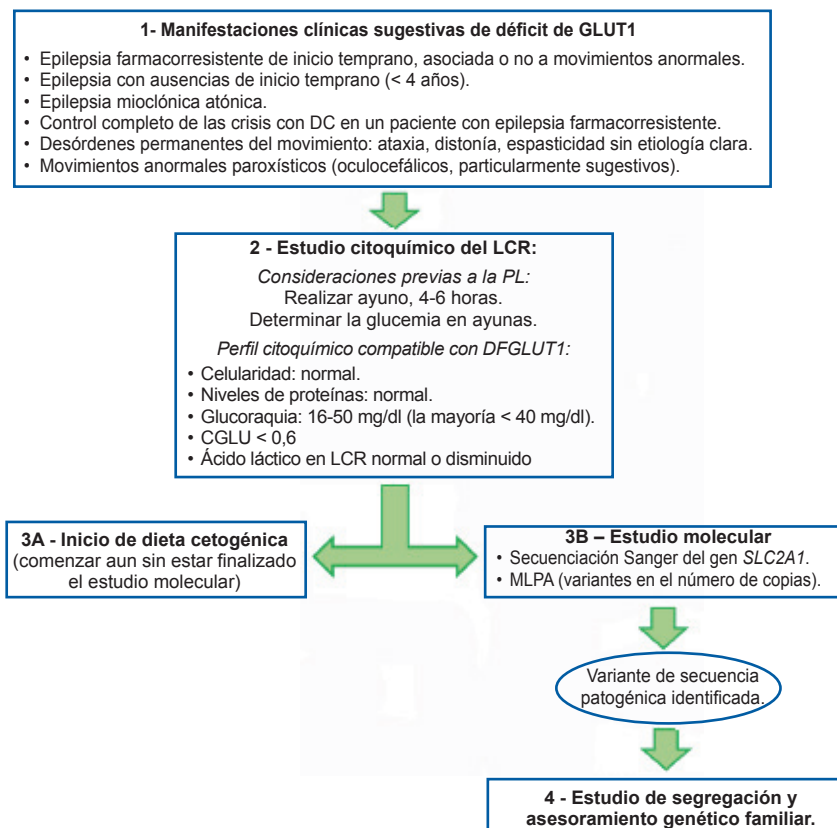 1- Manifestaciones clínicas sugestivas de déficit de GLUT1
• Epilepsia farmacorresistente de inicio temprano, asociada o no a movimientos anormales.
• Epilepsia con ausencias de inicio temprano (< 4 años).
• Epilepsia mioclónica atónica.
• Control completo de las crisis con DC en un paciente con epilepsia farmacorresistente.
• Desórdenes permanentes del movimiento: ataxia, distonía, espasticidad sin etiología clara.
• Movimientos anormales paroxísticos (oculocefálicos, particularmente sugestivos).
2 - Estudio citoquímico del LCR:
Consideraciones previas a la PL:
Realizar ayuno, 4-6 horas.
Determinar la glucemia en ayunas.
Perfil citoquímico compatible con DFGLUT1:
• Celularidad: normal.
• Niveles de proteínas: normal.
• Glucoraquia: 16-50 mg/dl (la mayoría < 40 mg/dl).
• CGLU < 0,6
• Ácido láctico en LCR normal o disminuido
3A - Inicio de dieta cetogénica
(comenzar aun sin estar finalizado
el estudio molecular)
3B – Estudio molecular
• Secuenciación Sanger del gen SLC2A1.
• MLPA (variantes en el número de copias).
Variante de secuencia
patogénica identificada.
4 - Estudio de segregación y
asesoramiento genético familiar.